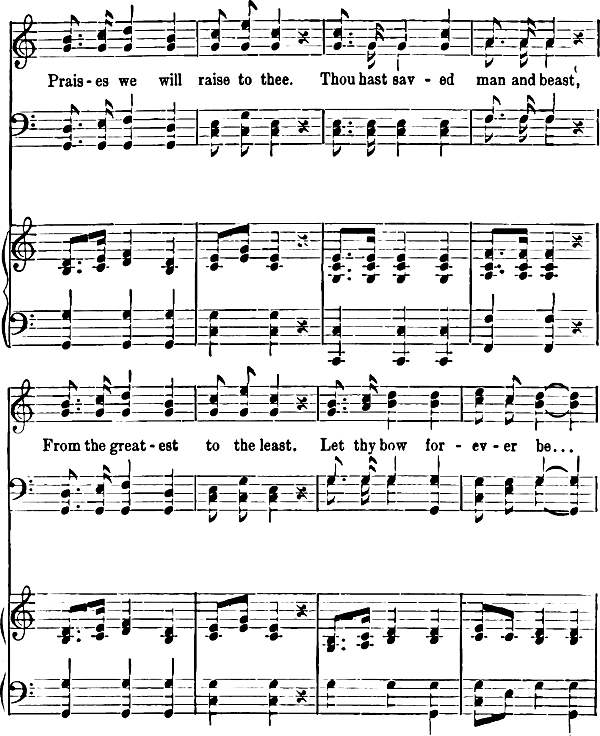 Prais-es we will raise to thee. Thou hast sav-ed man and beast,
From the great-est to the least. Let thy bow for-ev-er be...